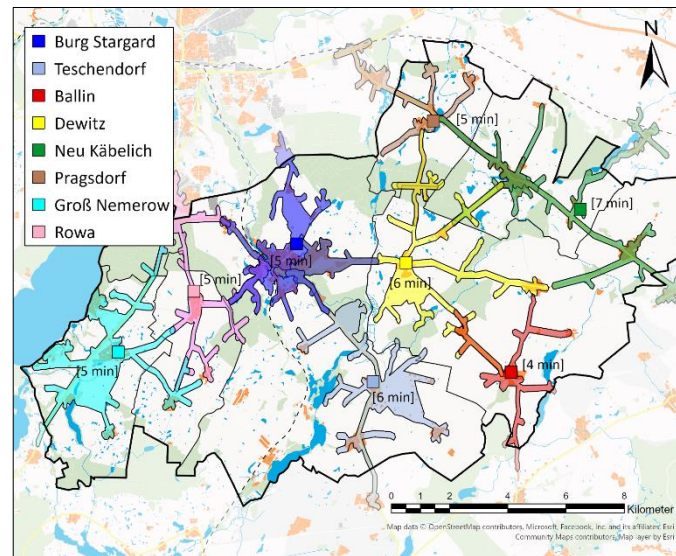 Burg Stargard
Teschendorf
Ballin
Dewitz
Neu Käbelich
Pragsdorf
Groß Nemerow
Rowa
N
[5 min]
[7 min]
[5 min]
[5 min]
[6 min]
[5 min]
[4 min]
[6 min]
0 1 2 4 6 8
Kilometer
Map data © OpenStreetMap contributors, Microsoft, Facebook, Inc. and its affiliates, Esri
Community Maps contributors, Map layer by Esri